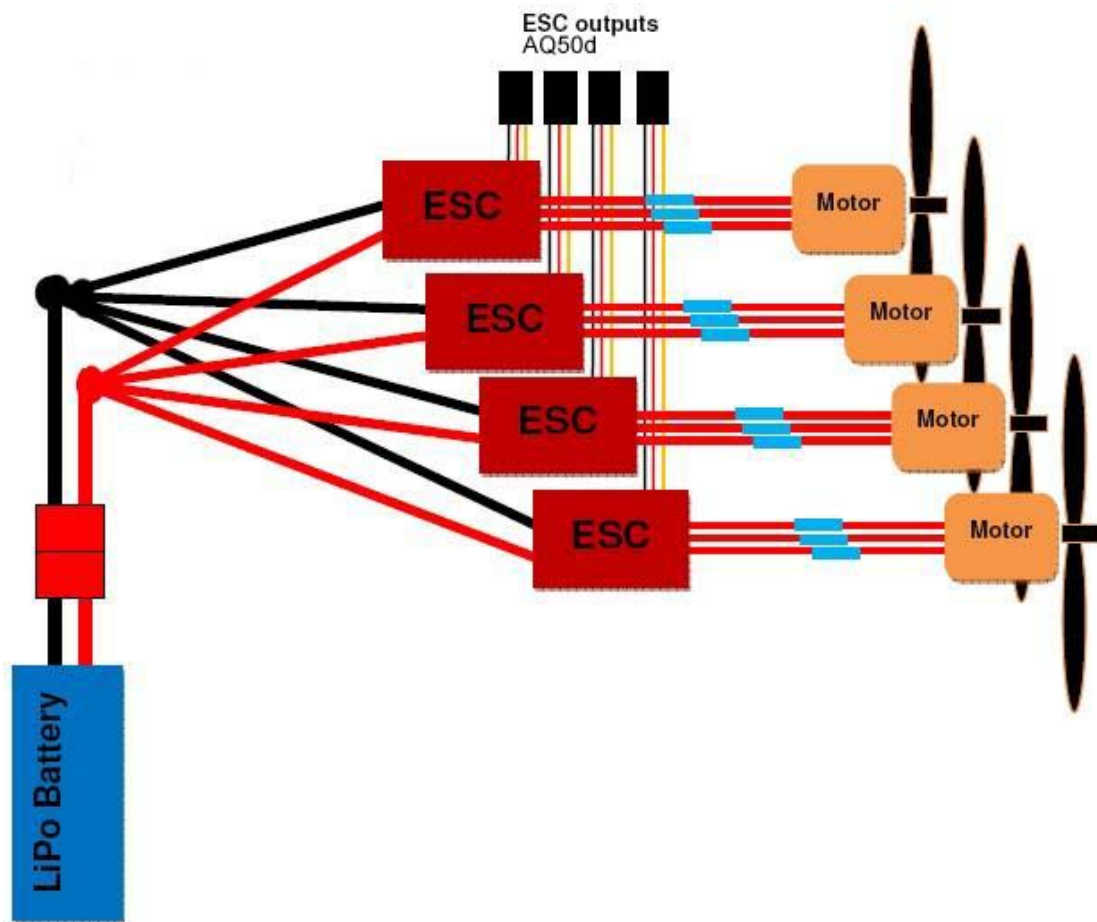 ESC outputs
AQ50d
ESC
Motor
ESC
Motor
ESC
Motor
ESC
Motor
LiPo Battery